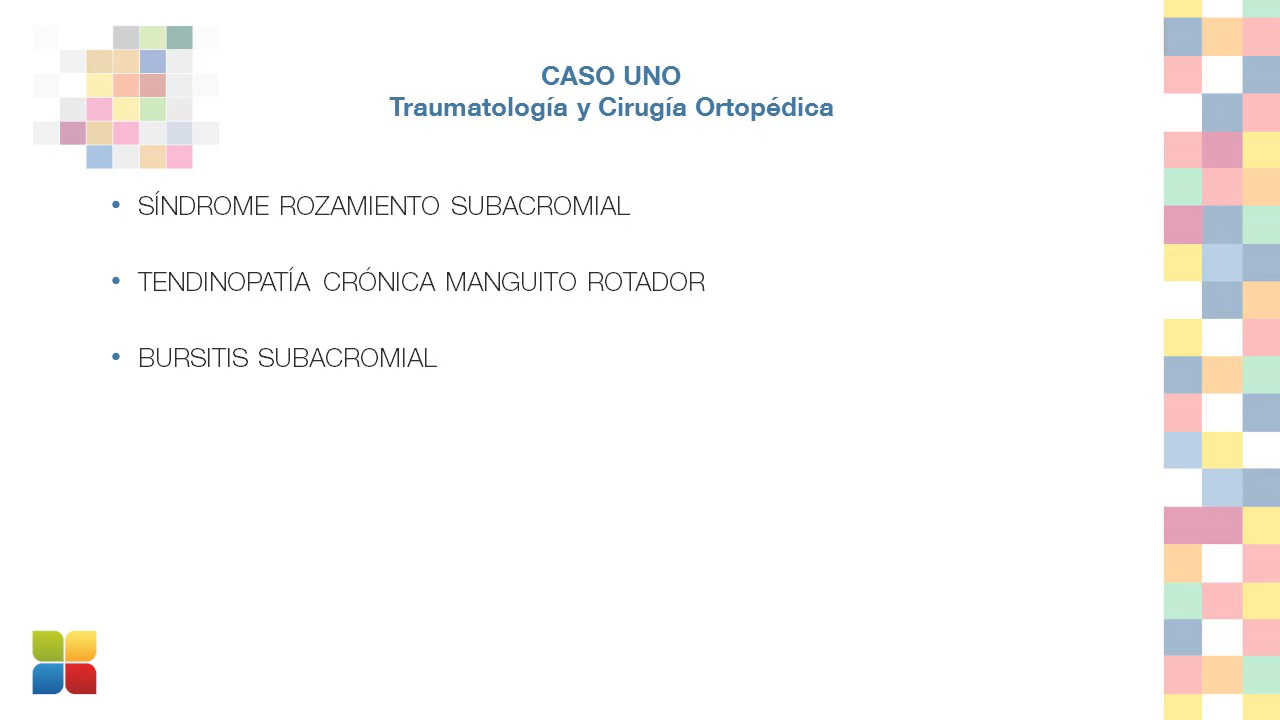 CASO UNO
Traumatología y Cirugía Ortopédica
• SÍNDROME ROZAMIENTO SUBACROMIAL
• TENDINOPATÍA CRÓNICA MANGUITO ROTADOR
• BURSITIS SUBACROMIAL